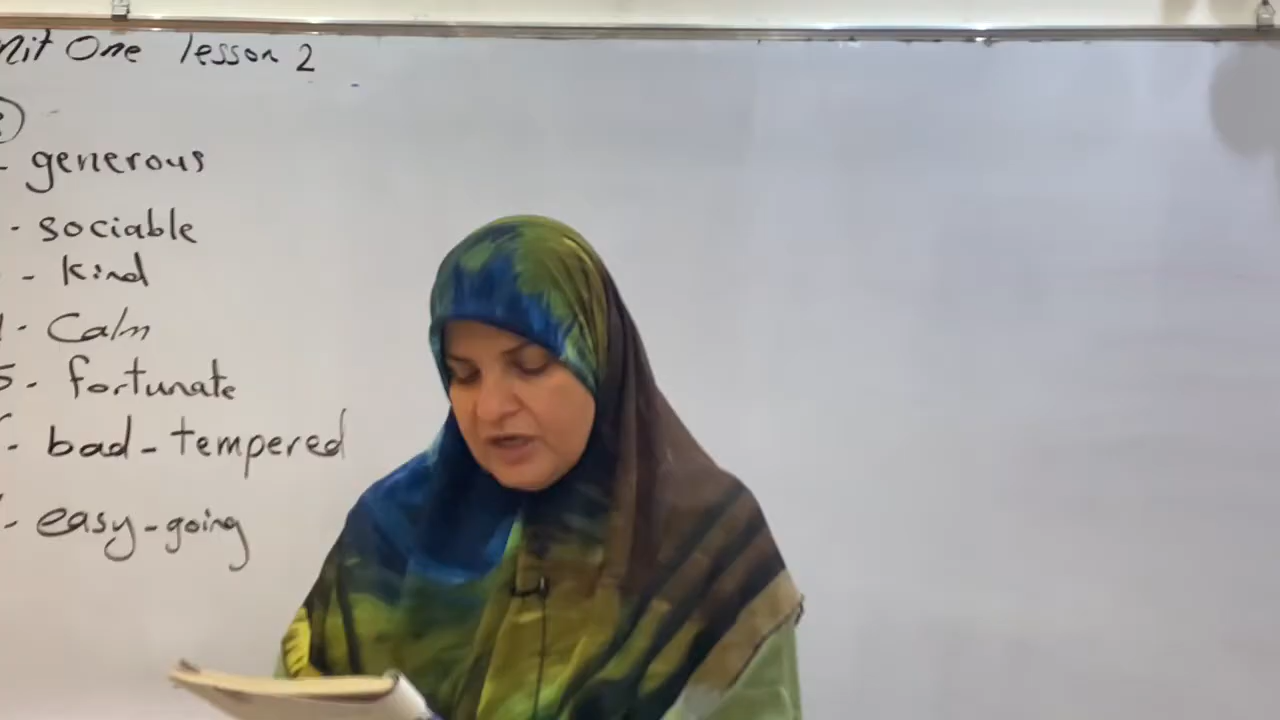 nit One lesson 2
- generous
- sociable
- kind
- Calm
5- fortunate
- bad-tempered
- easy-going